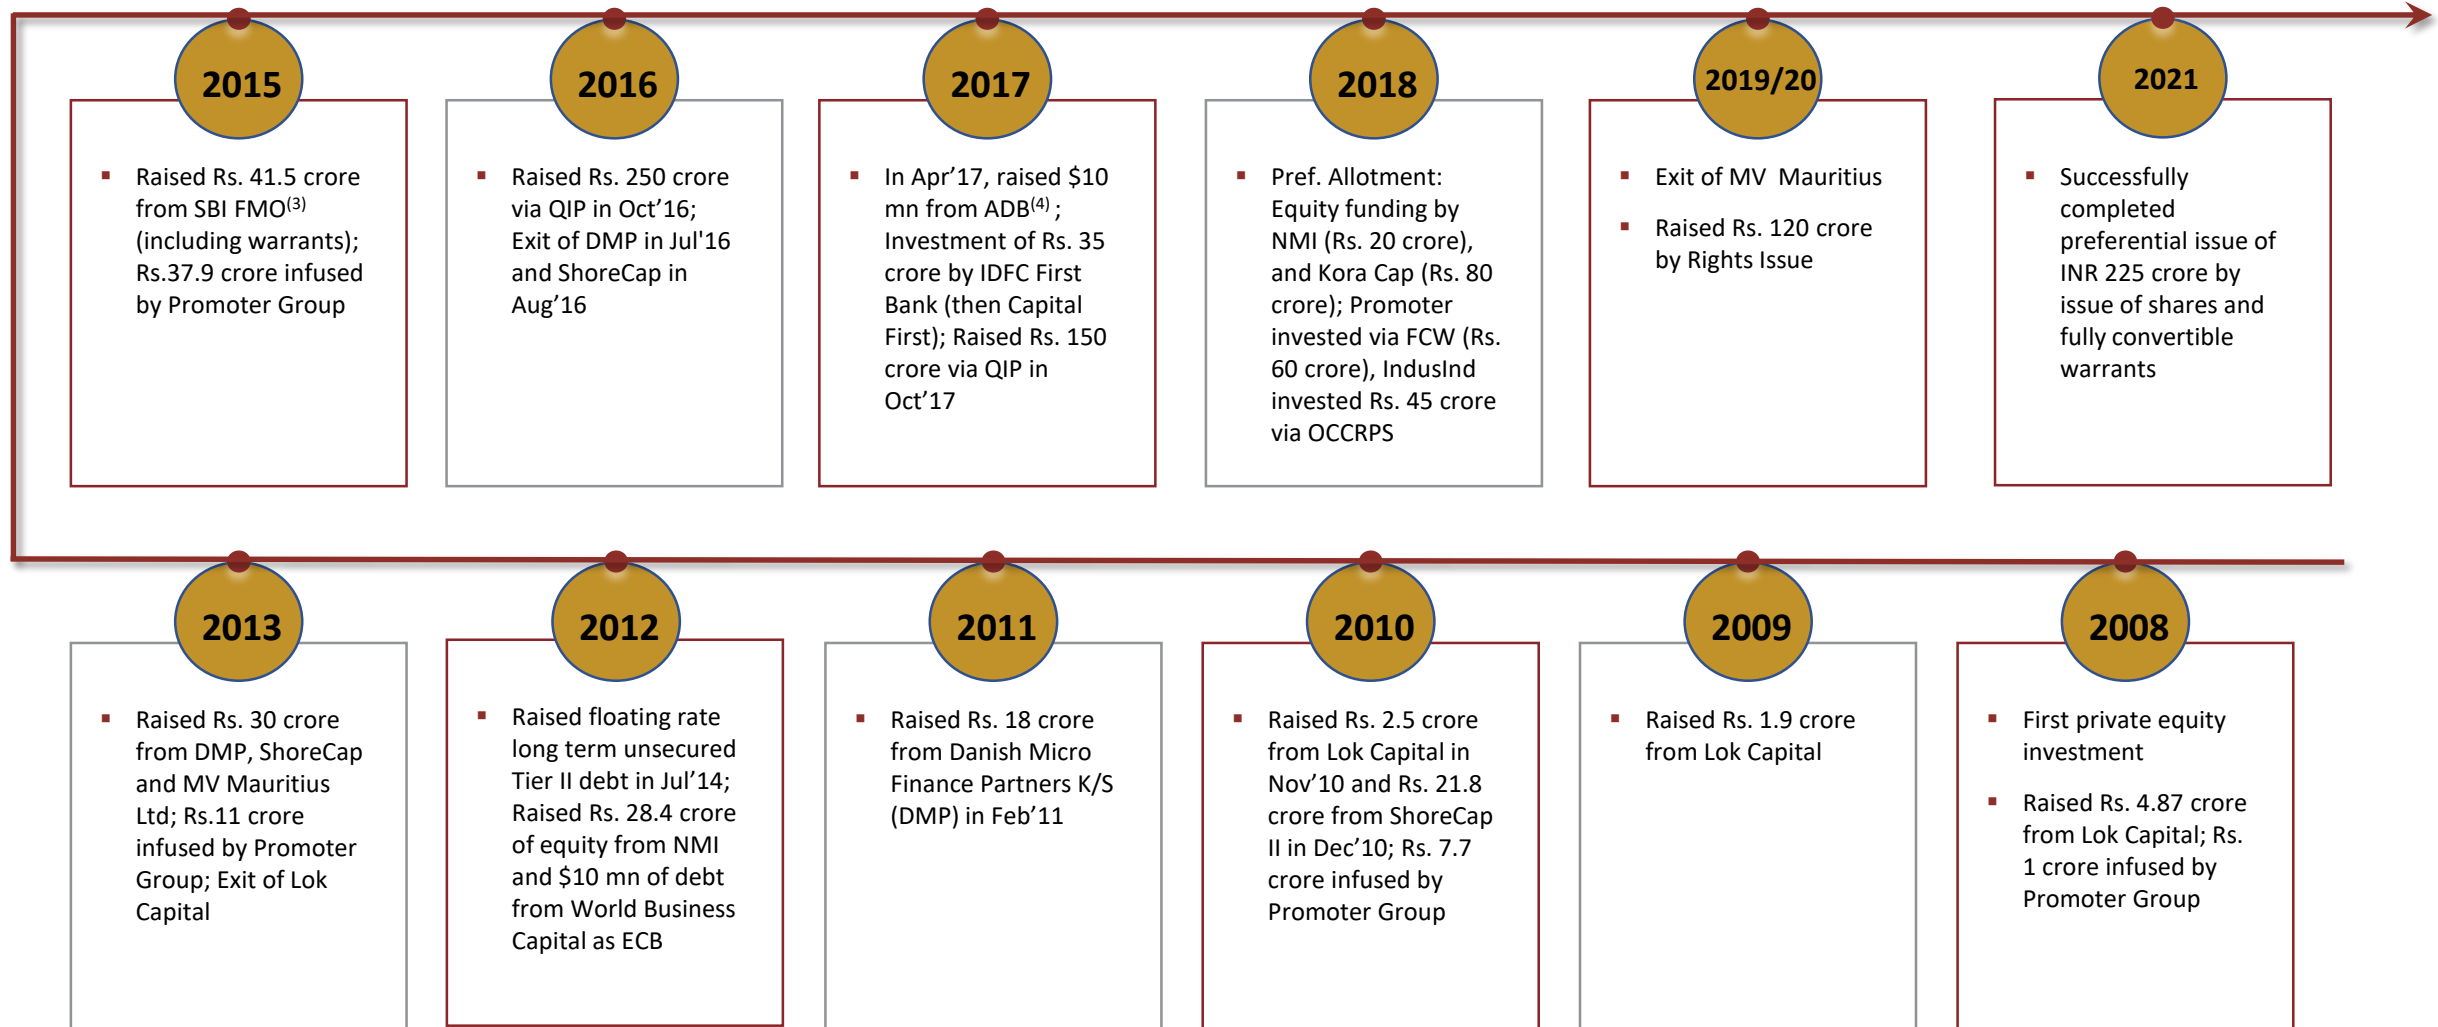 2015
Raised Rs. 41.5 crore
from SBI FMO(3)
(including warrants);
Rs.37.9 crore infused
by Promoter Group
2016
Raised Rs. 250 crore
via QIP in Oct’16;
Exit of DMP in Jul'16
and ShoreCap in
Aug’16
2017
In Apr’17, raised $10
mn from ADB(4) ;
Investment of Rs. 35
crore by IDFC First
Bank (then Capital
First); Raised Rs. 150
crore via QIP in
Oct’17
2018
Pref. Allotment:
Equity funding by
NMI (Rs. 20 crore),
and Kora Cap (Rs. 80
crore); Promoter
invested via FCW (Rs.
60 crore), IndusInd
invested Rs. 45 crore
via OCCRPS
2019/20
Exit of MV Mauritius
Raised Rs. 120 crore
by Rights Issue
2021
Successfully
completed
preferential issue of
INR 225 crore by
issue of shares and
fully convertible
warrants
2013
Raised Rs. 30 crore
from DMP, ShoreCap
and MV Mauritius
Ltd; Rs.11 crore
infused by Promoter
Group; Exit of Lok
Capital
2012
Raised floating rate
long term unsecured
Tier II debt in Jul’14;
Raised Rs. 28.4 crore
of equity from NMI
and $10 mn of debt
from World Business
Capital as ECB
2011
Raised Rs. 18 crore
from Danish Micro
Finance Partners K/S
(DMP) in Feb’11
2010
Raised Rs. 2.5 crore
from Lok Capital in
Nov’10 and Rs. 21.8
crore from ShoreCap
II in Dec’10; Rs. 7.7
crore infused by
Promoter Group
2009
Raised Rs. 1.9 crore
from Lok Capital
2008
First private equity
investment
Raised Rs. 4.87 crore
from Lok Capital; Rs.
1 crore infused by
Promoter Group